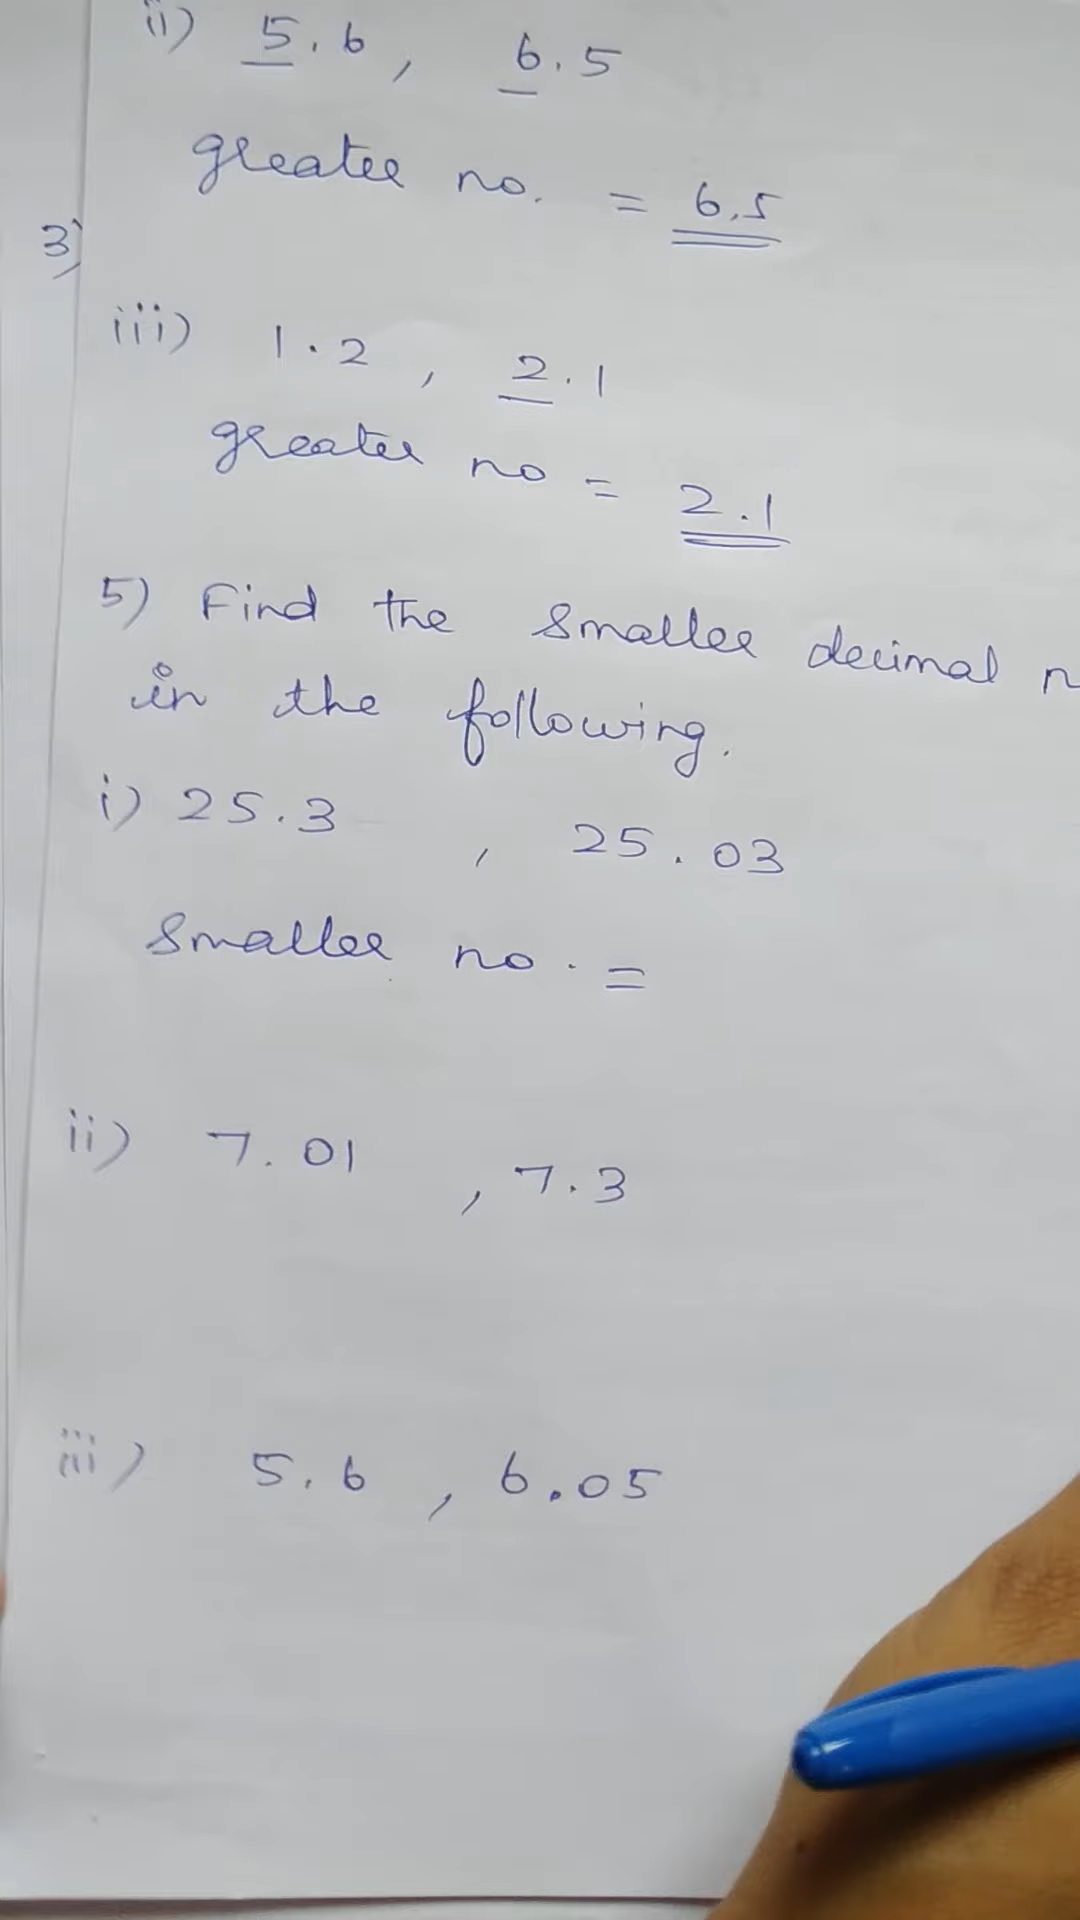 ii) 5.6, 6.5
greater no. = 6.5
3)
iii) 1.2, 2.1
greater no = 2.1
5) Find the smaller decimal n
in the following.
i) 25.3, 25.03
Smaller no. =
ii) 7.01, 7.3
iii) 5.6, 6.05